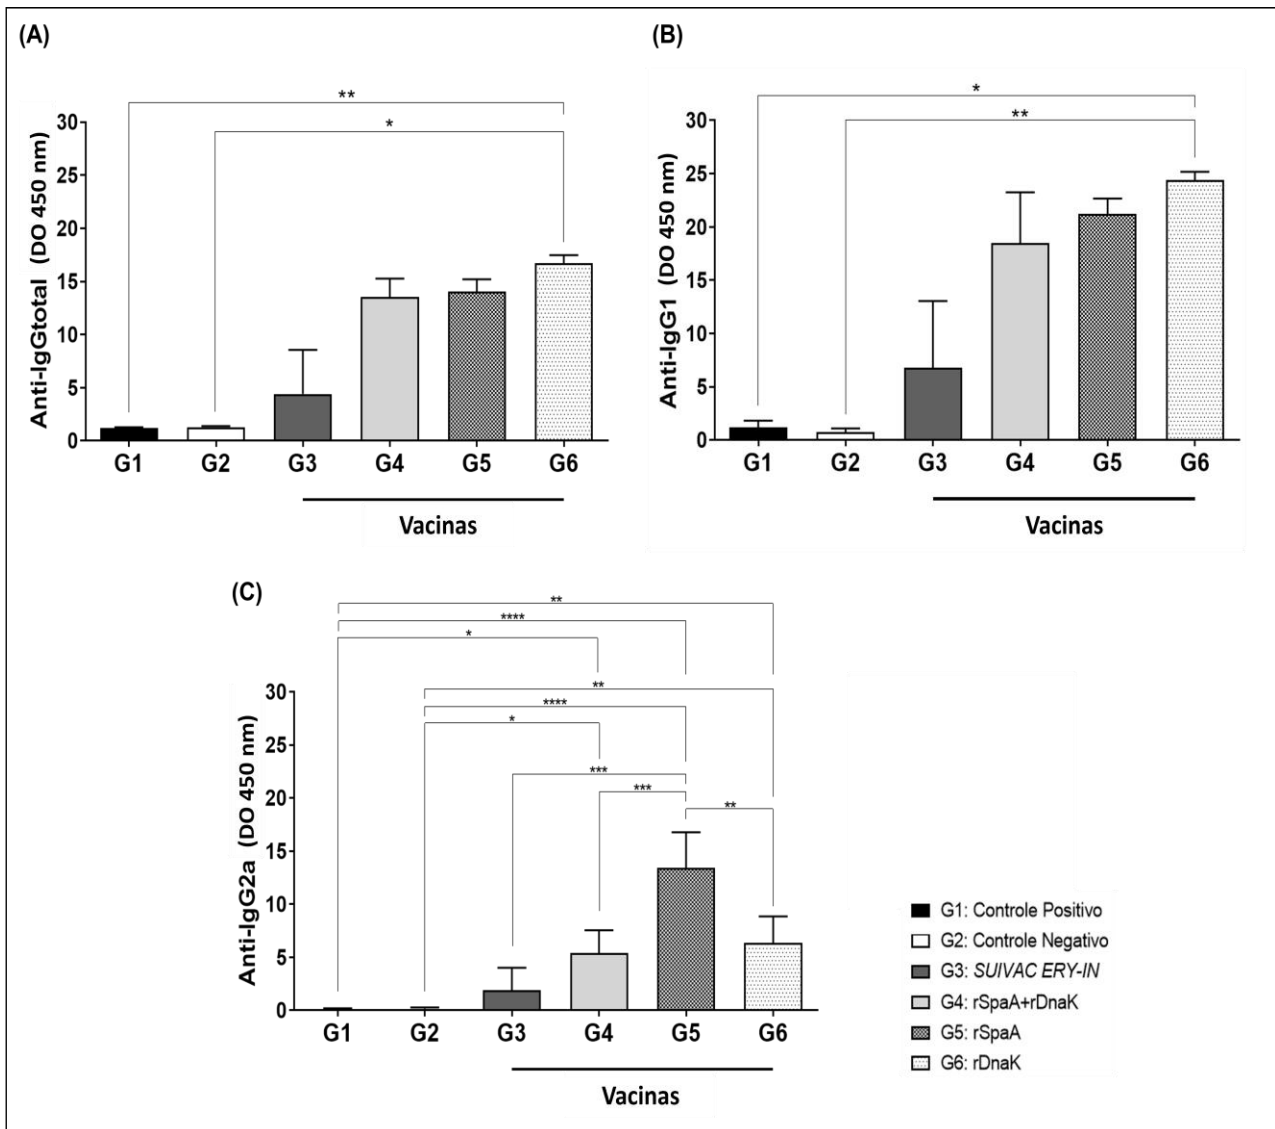 (A)
**
*
Anti-IgGtotal (DO 450 nm)
30
25
20
15
10
5
0
G1 G2 G3 G4 G5 G6
Vacinas
(B)
*
**
Anti-IgG1 (DO 450 nm)
30
25
20
15
10
5
0
G1 G2 G3 G4 G5 G6
Vacinas
(C)
**
****
*
**
****
*
***
***
**
Anti-IgG2a (DO 450 nm)
30
25
20
15
10
5
0
G1 G2 G3 G4 G5 G6
Vacinas
G1: Controle Positivo
G2: Controle Negativo
G3: SUIVAC ERY-IN
G4: rSpaA+rDnaK
G5: rSpaA
G6: rDnaK